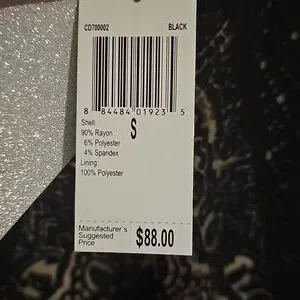 CD700002 BLACK
8 84484 01923 5
Shell
90% Rayon
6% Polyester
4% Spandex
S
Lining
100% Polyester
Manufacturer's
Suggested
Price
$88.00